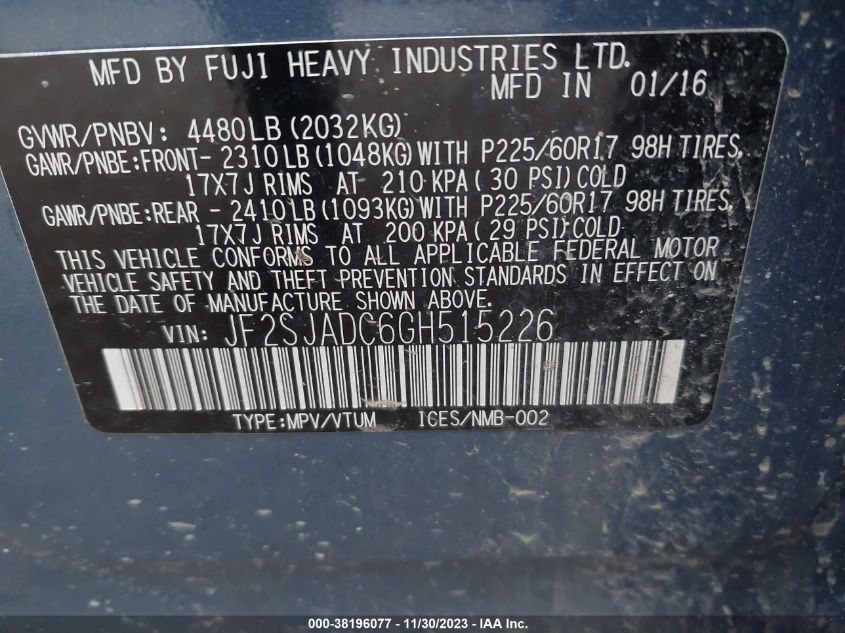 MFD BY FUJI HEAVY INDUSTRIES LTD.
MFD IN 01/16
GVWR/PNBV: 4480LB(2032KG)
GAWR/PNBE:FRONT- 2310LB(1048KG)WITH P225/60R17 98H TIRES,
17X7J RIMS AT 210 KPA( 30 PSI)COLD
GAWR/PNBE:REAR - 2410LB(1093KG)WITH P225/60R17 98H TIRES,
17X7J RIMS AT 200 KPA( 29 PSI)COLD
THIS VEHICLE CONFORMS TO ALL APPLICABLE FEDERAL MOTOR
VEHICLE SAFETY AND THEFT PREVENTION STANDARDS IN EFFECT ON
THE DATE OF MANUFACTURE SHOWN ABOVE.
VIN: JF2SJADC6GH515226
TYPE:MPV/VTUM ICES/NMB-002
000-38196077 - 11/30/2023 - IAA Inc.